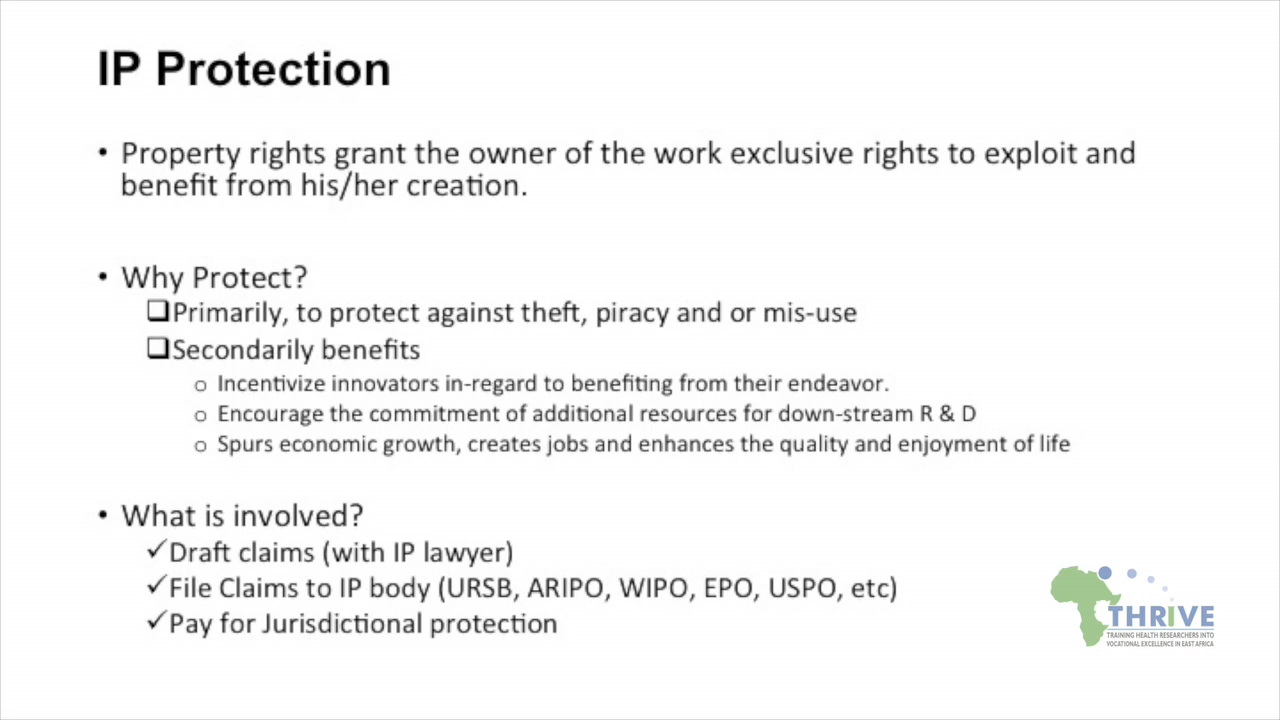 IP Protection
• Property rights grant the owner of the work exclusive rights to exploit and
benefit from his/her creation.
• Why Protect?
❑Primarily, to protect against theft, piracy and or mis-use
❑Secondarily benefits
o Incentivize innovators in-regard to benefiting from their endeavor.
o Encourage the commitment of additional resources for down-stream R & D
o Spurs economic growth, creates jobs and enhances the quality and enjoyment of life
• What is involved?
✓Draft claims (with IP lawyer)
✓File Claims to IP body (URSB, ARIPO, WIPO, EPO, USPO, etc)
✓Pay for Jurisdictional protection
THRIVE
TRAINING HEALTH RESEARCHERS INTO
VOCATIONAL EXCELLENCE IN EAST AFRICA